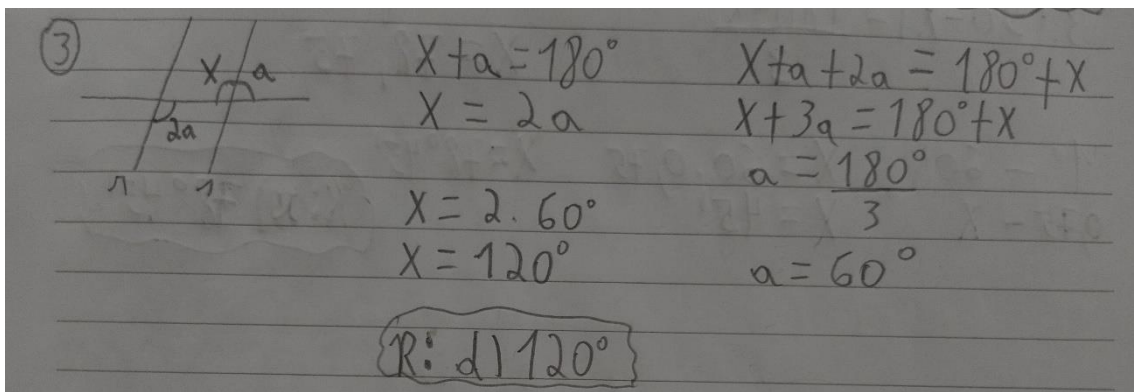 3
X a
2a
r s
X+a=180°
X = 2a
X = 2.60°
X = 120°
X+a+2a = 180°+X
X+3a = 180°+X
a = 180°
3
a = 60°
R: d) 120°